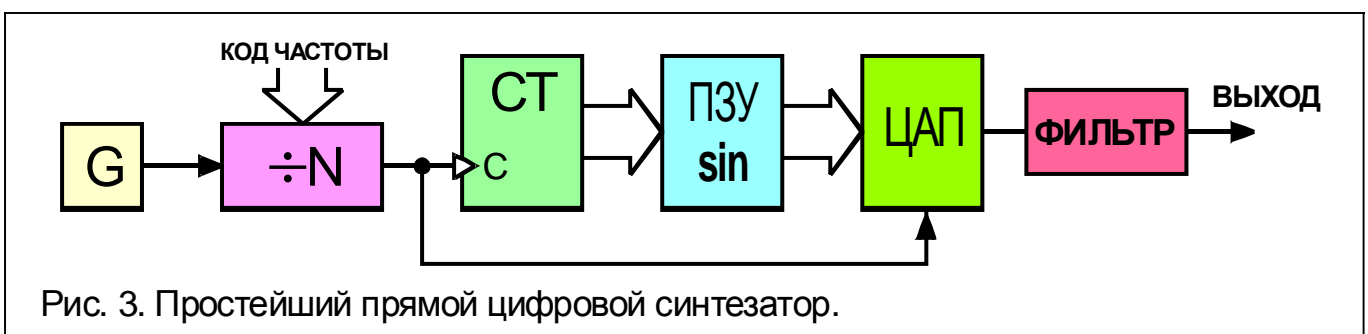 КОД ЧАСТОТЫ
G
÷N
СТ
С
ПЗУ
sin
ЦАП
ФИЛЬТР
ВЫХОД
Рис. 3. Простейший прямой цифровой синтезатор.